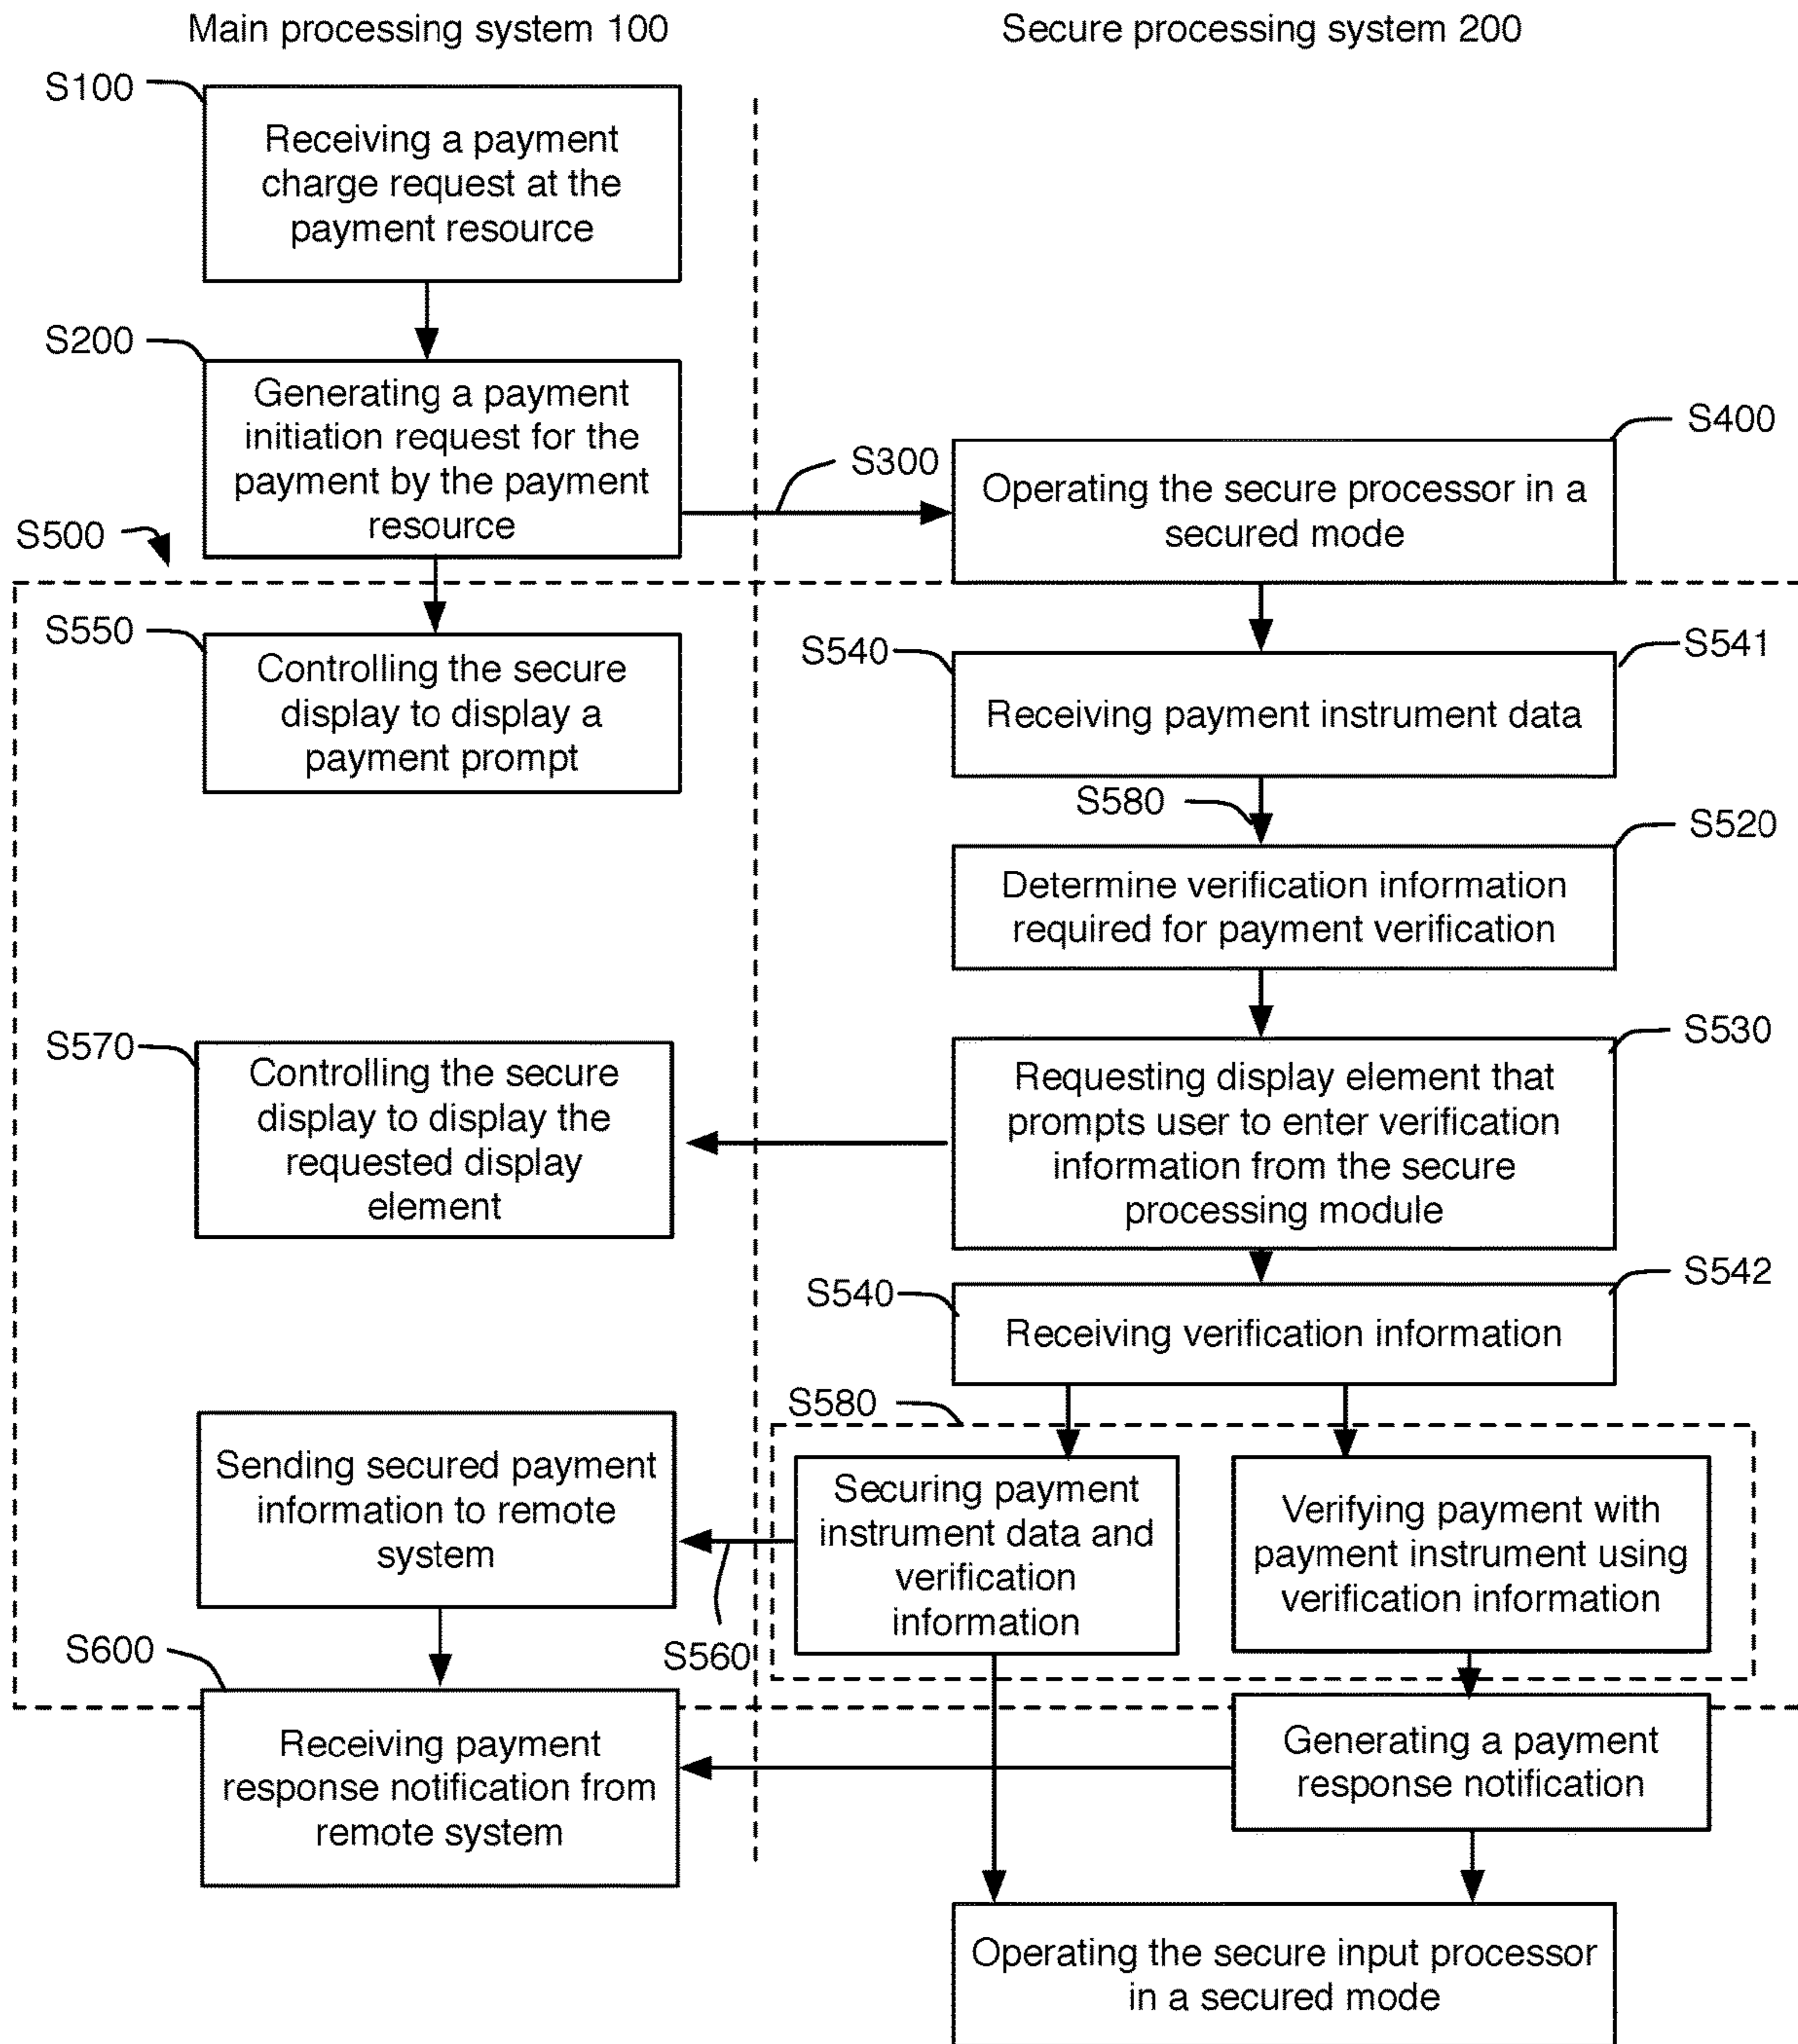 Main processing system 100
Secure processing system 200
S100
Receiving a payment
charge request at the
payment resource
S200
Generating a payment
initiation request for the
payment by the payment
resource
S300
S400
Operating the secure processor in a
secured mode
S500
S550
Controlling the secure
display to display a
payment prompt
S540
S541
Receiving payment instrument data
S580
S520
Determine verification information
required for payment verification
S570
Controlling the secure
display to display the
requested display
element
S530
Requesting display element that
prompts user to enter verification
information from the secure
processing module
S540
S542
Receiving verification information
S580
Sending secured payment
information to remote
system
Securing payment
instrument data and
verification
information
Verifying payment with
payment instrument using
verification information
S560
S600
Receiving payment
response notification from
remote system
Generating a payment
response notification
Operating the secure input processor
in a secured mode